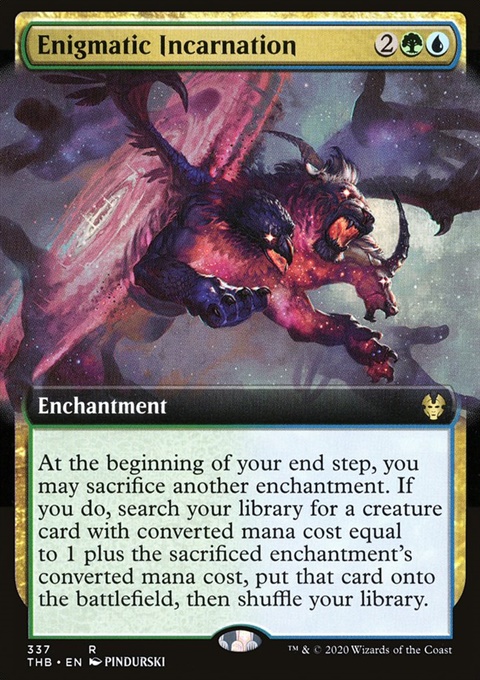 Enigmatic Incarnation 2
Enchantment
At the beginning of your end step, you
may sacrifice another enchantment. If
you do, search your library for a creature
card with converted mana cost equal
to 1 plus the sacrificed enchantment's
converted mana cost, put that card onto
the battlefield, then shuffle your library.
337 R
THB • EN PINDURSKI
™ & © 2020 Wizards of the Coast